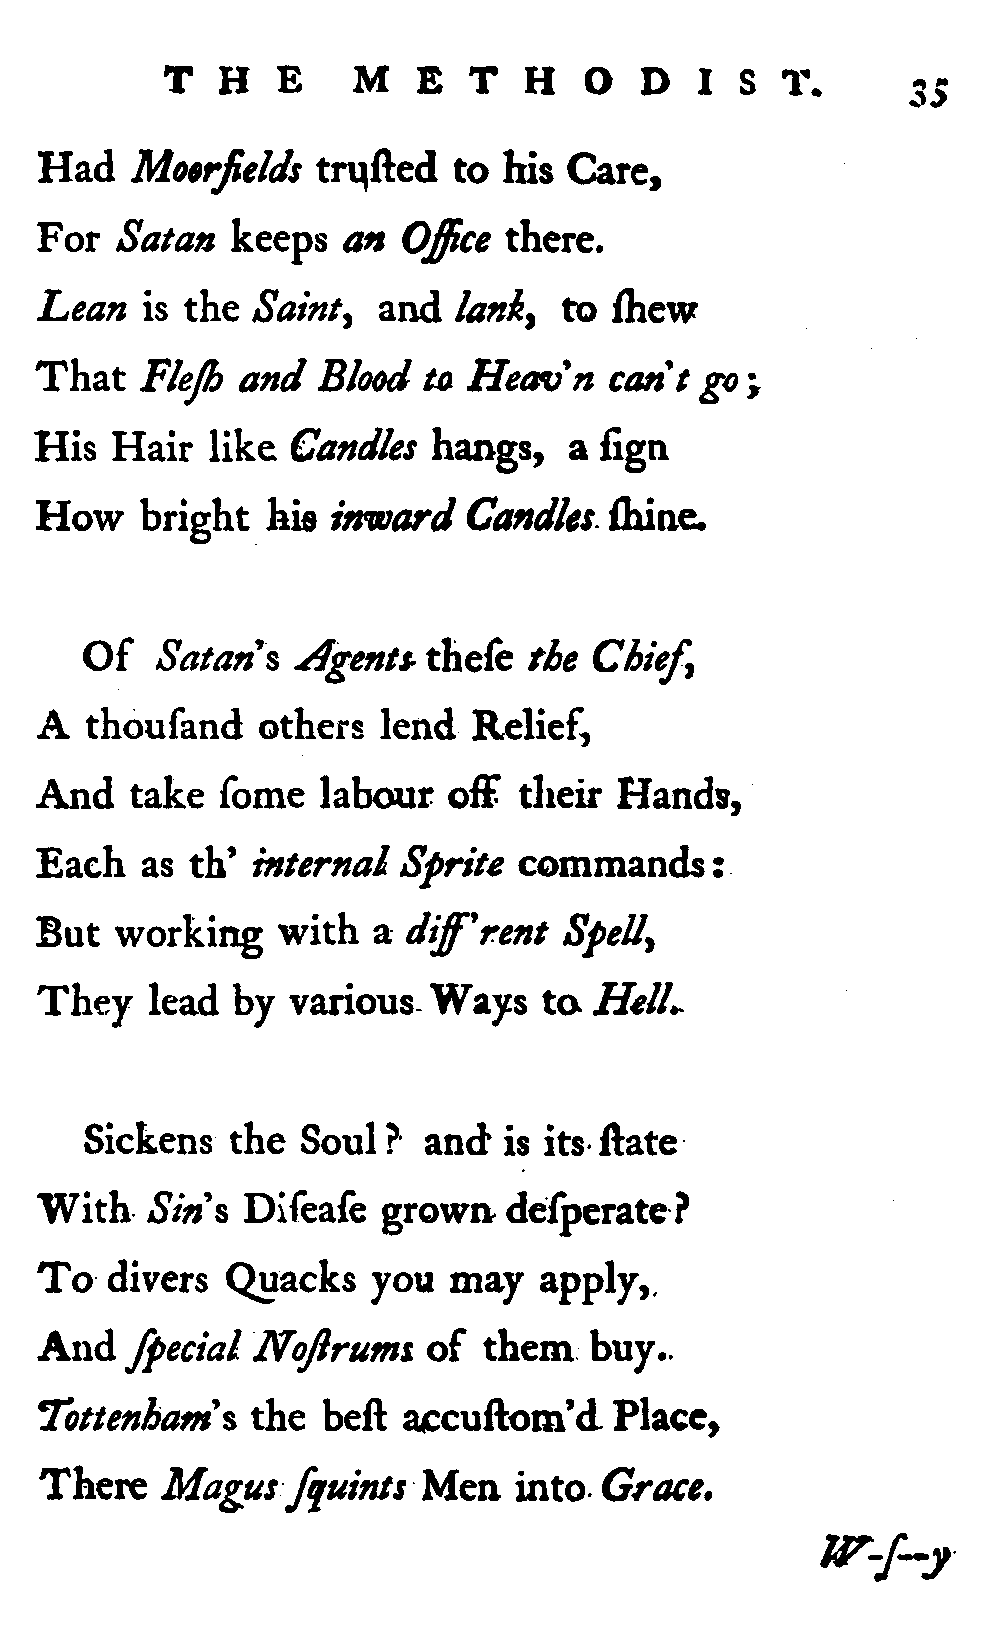 THE METHODIST. 35
Had Moorfields truſted to his Care,
For Satan keeps an Office there.
Lean is the Saint, and lank, to ſhew
That Fleſh and Blood to Heav'n can't go;
His Hair like Candles hangs, a ſign
How bright his inward Candles ſhine.
Of Satan's Agents theſe the Chief,
A thouſand others lend Relief,
And take ſome labour off their Hands,
Each as th' internal Sprite commands:
But working with a diff'rent Spell,
They lead by various Ways to Hell.
Sickens the Soul? and is its ſtate
With Sin's Diſeaſe grown deſperate?
To divers Quacks you may apply,
And ſpecial Noſtrums of them buy.
Tottenham's the beſt accuſtom'd Place,
There Magus ſquints Men into Grace.
W-ſ--y